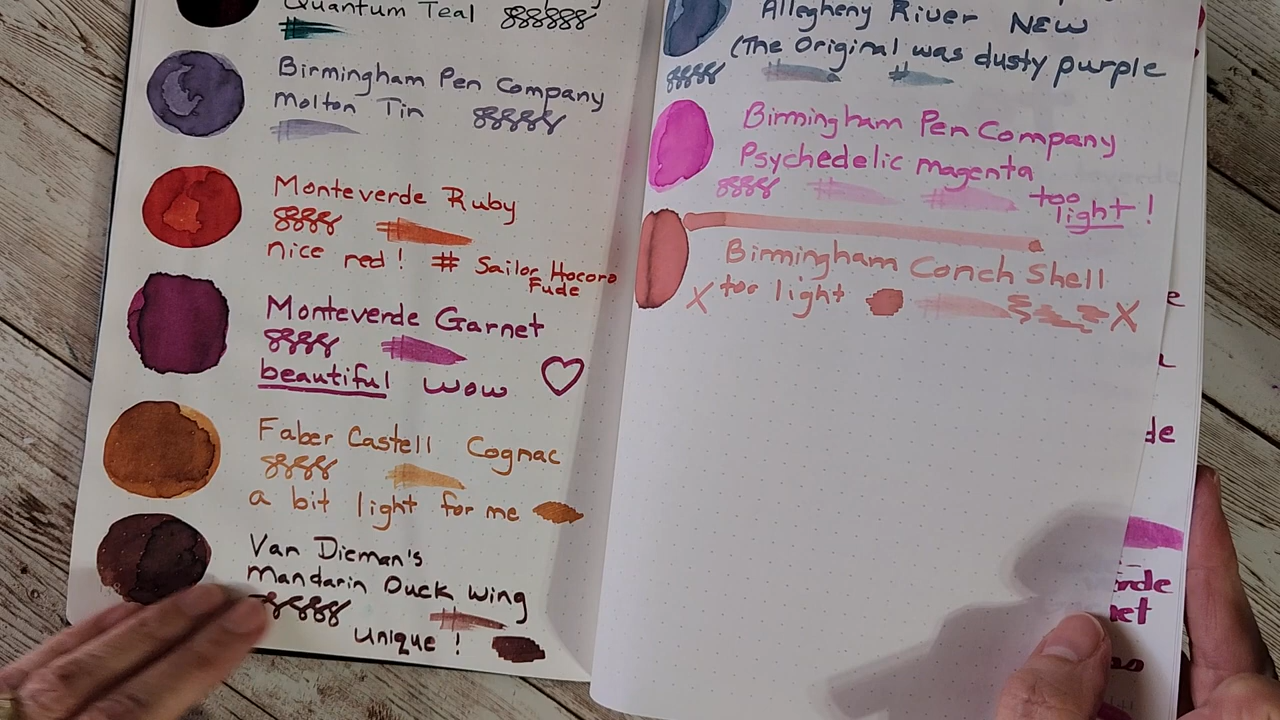 Quantum Teal
Birmingham Pen Company
Molton Tin
Monteverde Ruby
nice red! # Sailor Hocoro
Fude
Monteverde Garnet
beautiful wow
Faber Castell Cognac
a bit light for me
Van Dieman's
Mandarin Duck Wing
unique!
Allegheny River NEW
(The Original was dusty purple
Birmingham Pen Company
Psychedelic magenta
too
light!
Birmingham Conch Shell
X too light X
de